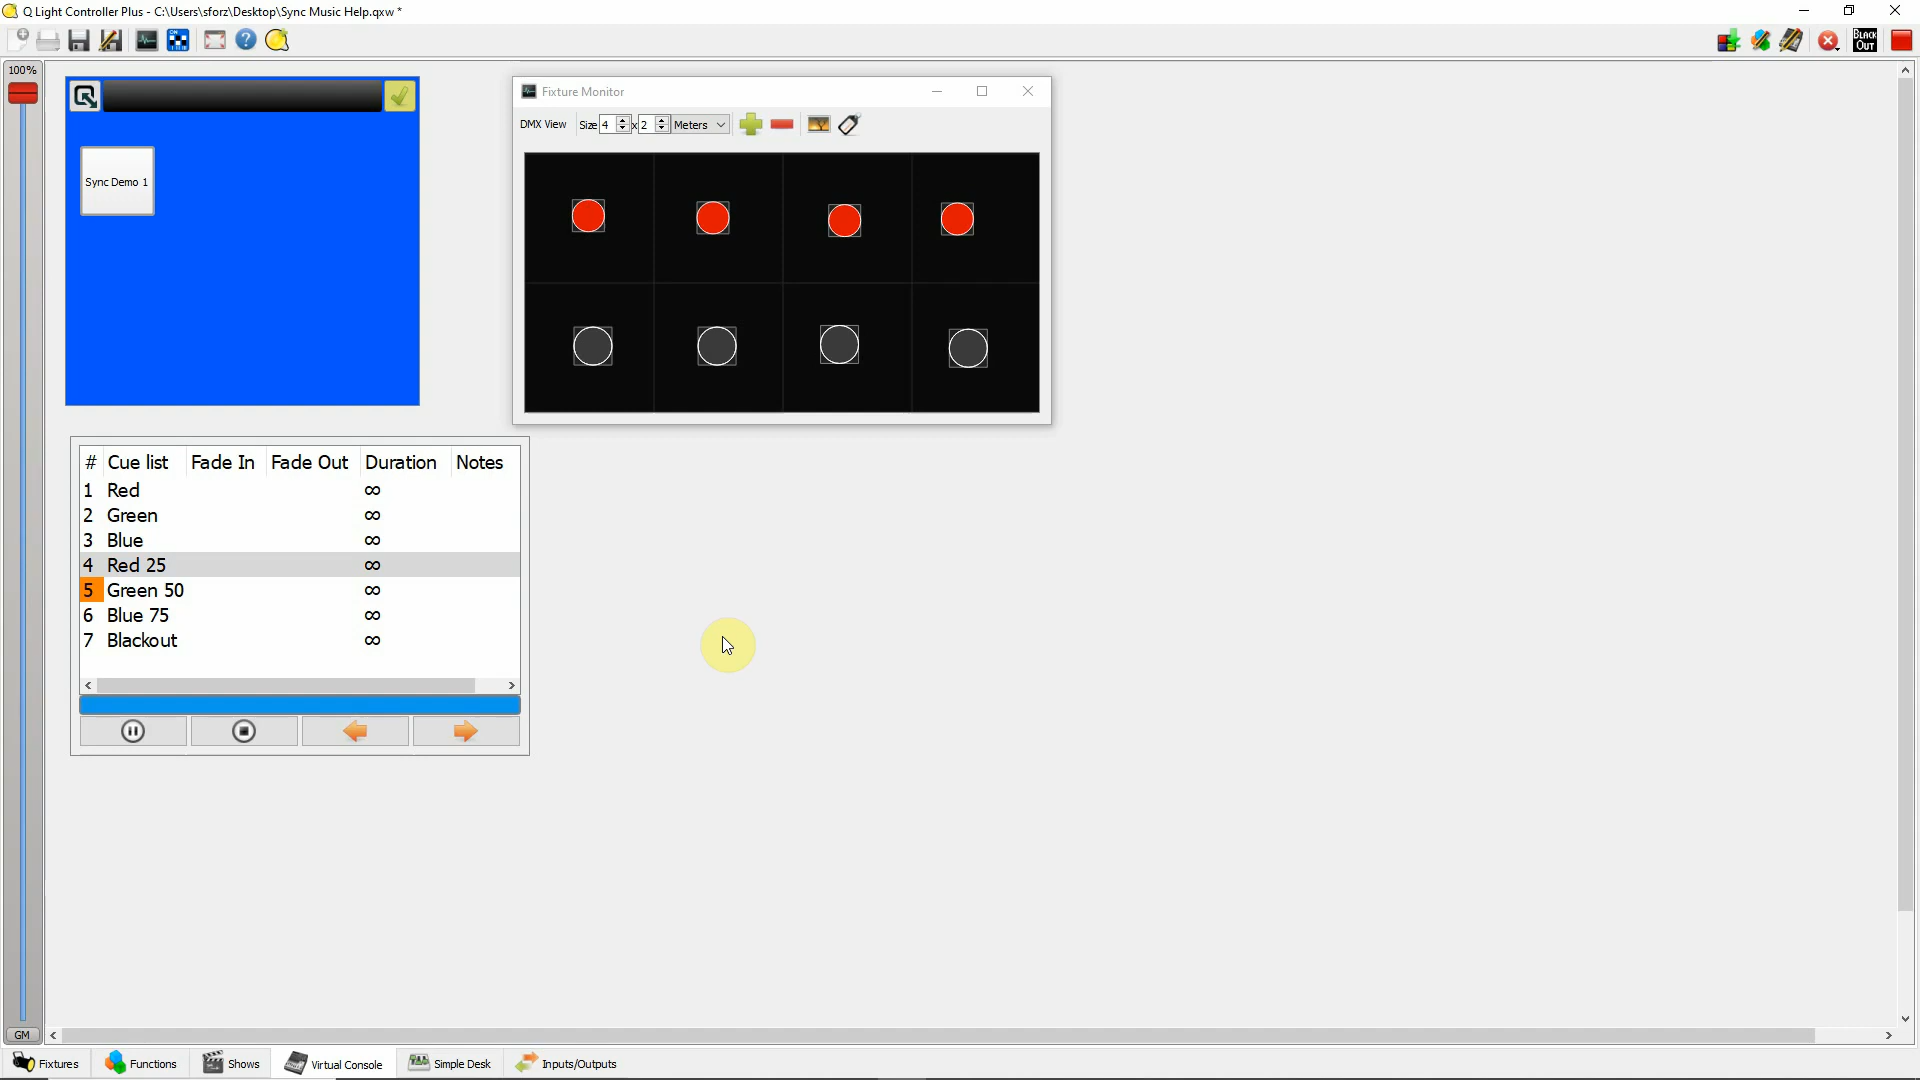 Q Light Controller Plus - C:\Users\sforz\Desktop\Sync Music Help.qxw *
ON
BLACK OUT
100%
Fixture Monitor
DMX View Size 4 x 2 Meters
Sync Demo 1
# Cue list Fade In Fade Out Duration Notes
1 Red ∞
2 Green ∞
3 Blue ∞
4 Red 25 ∞
5 Green 50 ∞
6 Blue 75 ∞
7 Blackout ∞
GM
Fixtures Functions Shows Virtual Console Simple Desk Inputs/Outputs